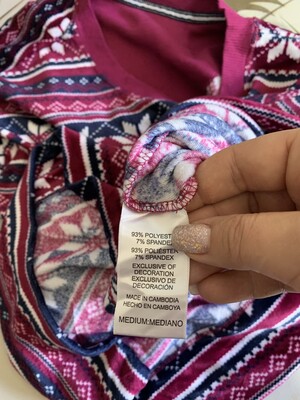 93% POLYESTER
7% SPANDEX
93% POLIÉSTER
7% SPANDEX
EXCLUSIVE OF
DECORATION
EXCLUSIVO DE
DECORACIÓN
MADE IN CAMBODIA
HECHO EN CAMBOYA
MEDIUM:MEDIANO